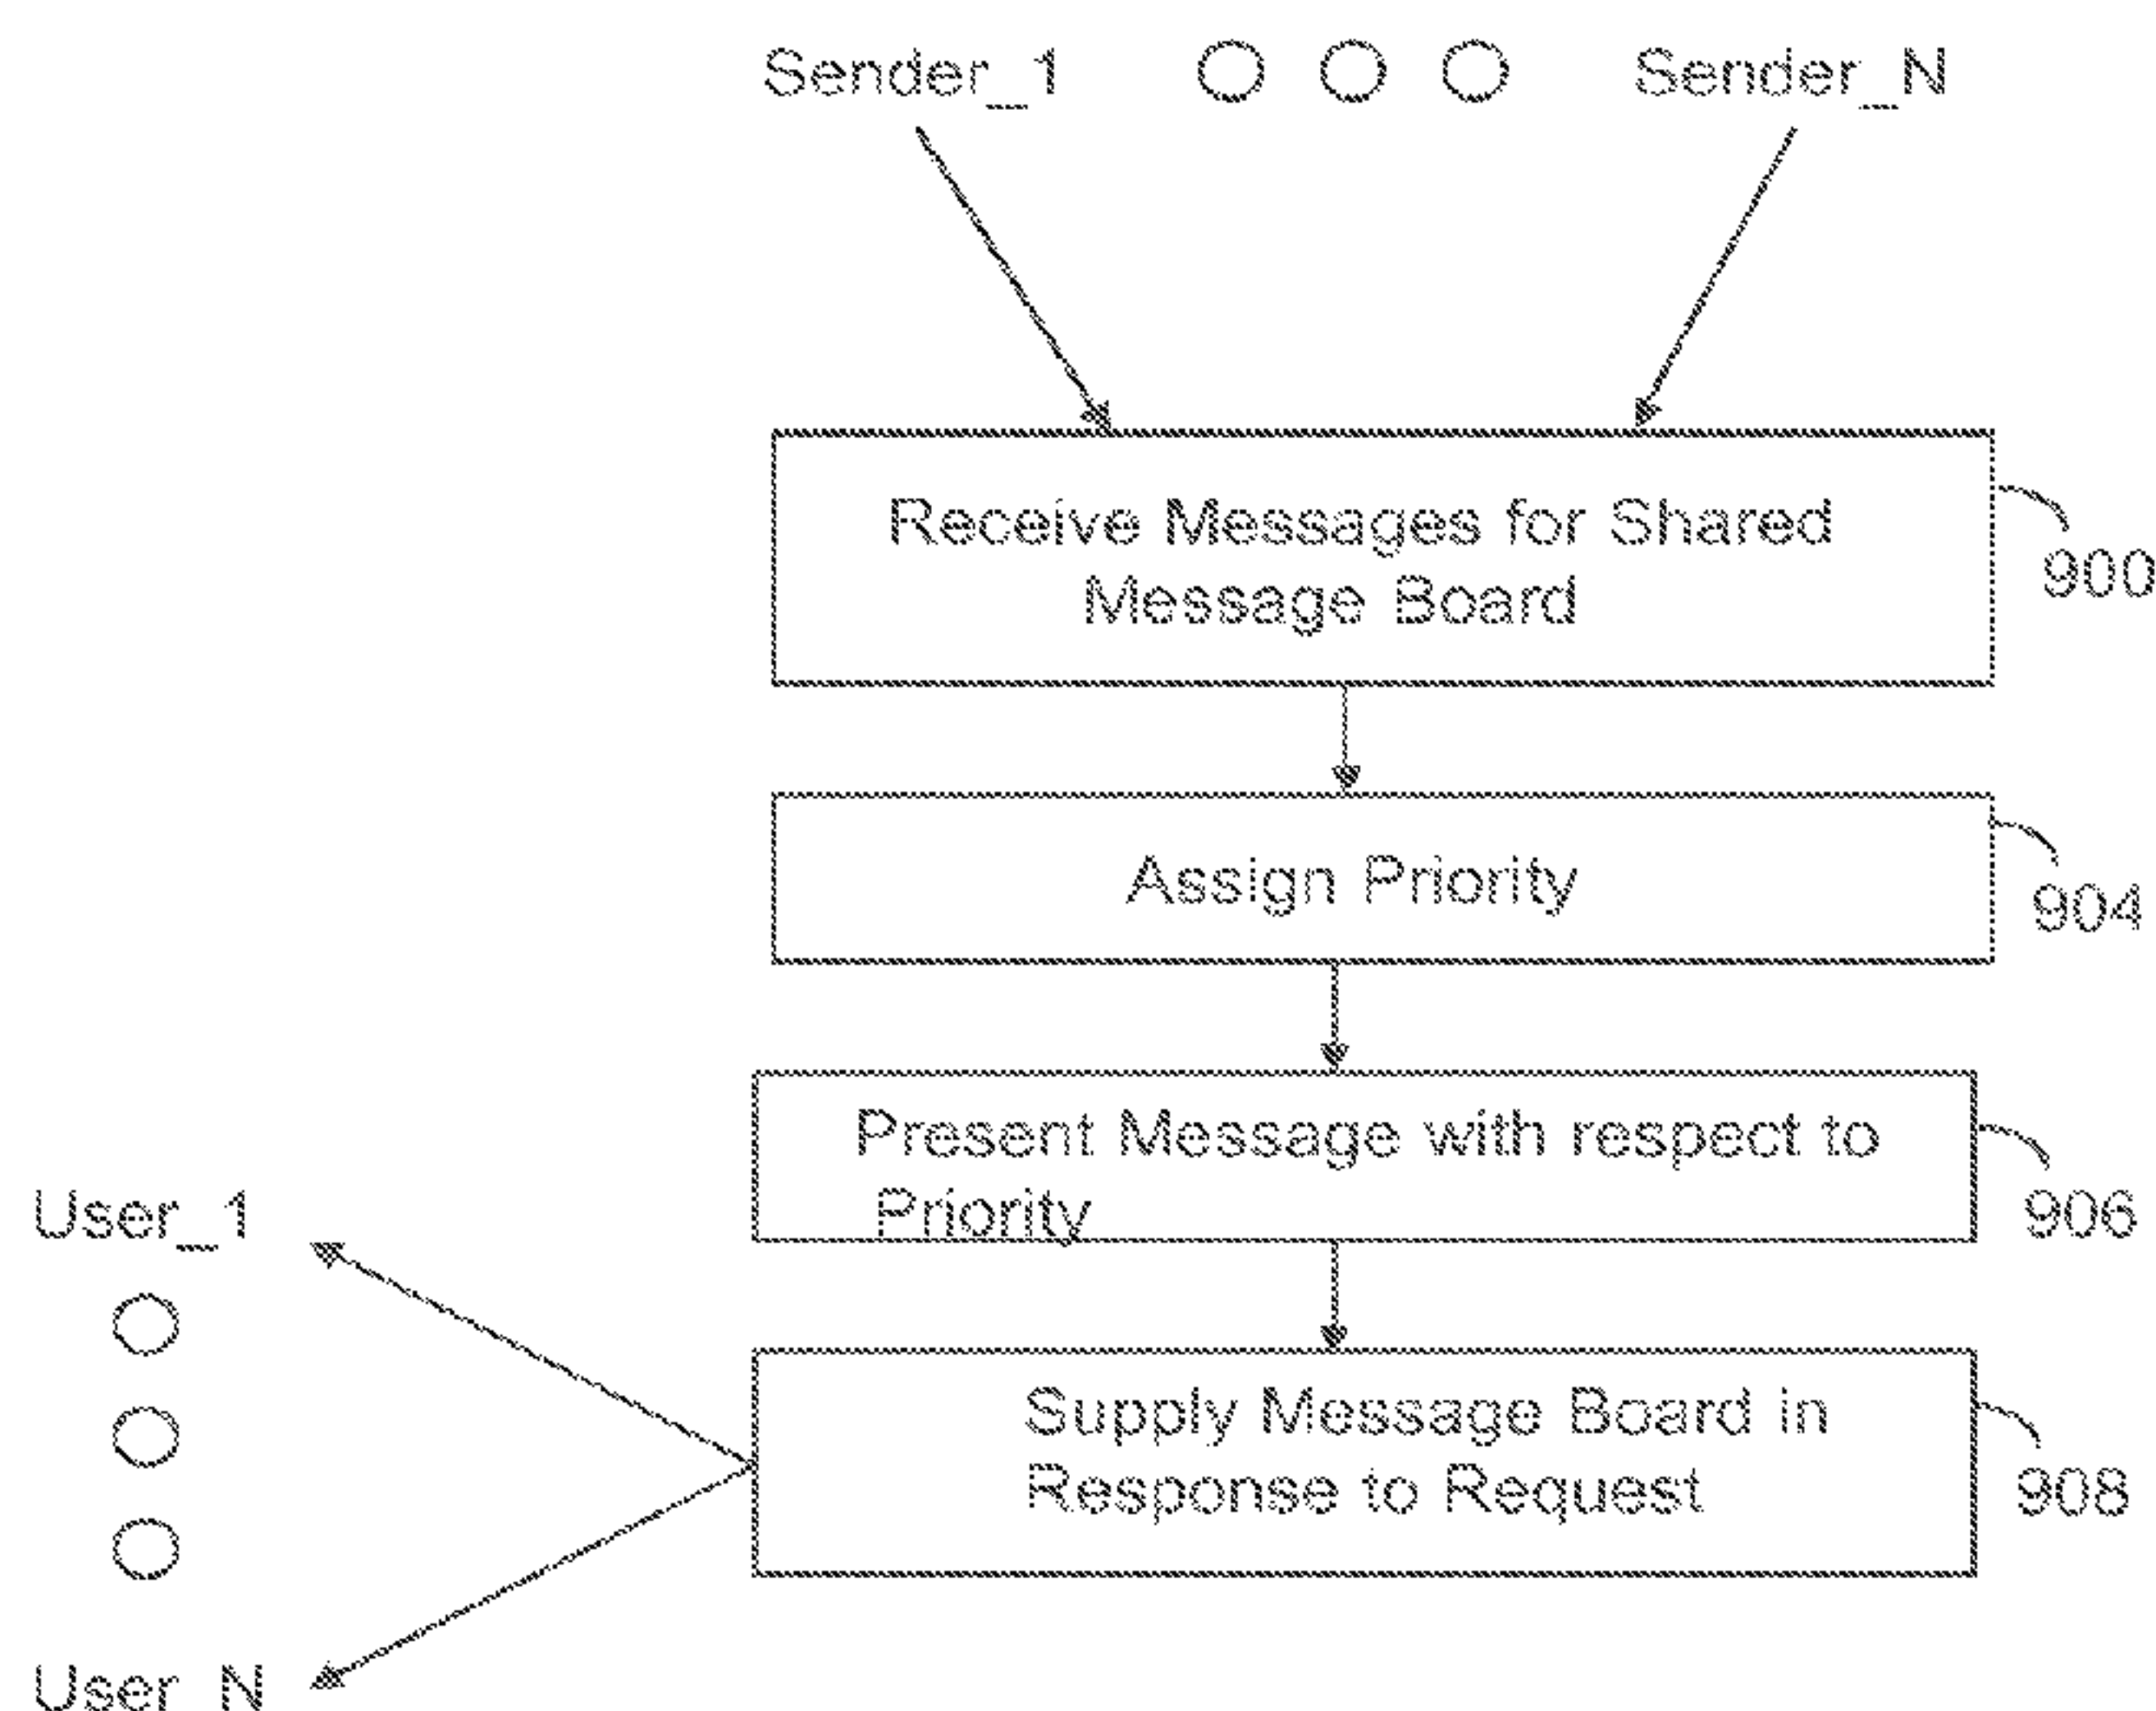 Sender_1
Sender_N
Receive Messages for Shared
Message Board
900
Assign Priority
904
Present Message with respect to
Priority
906
User_1
Supply Message Board in
Response to Request
908
User_N